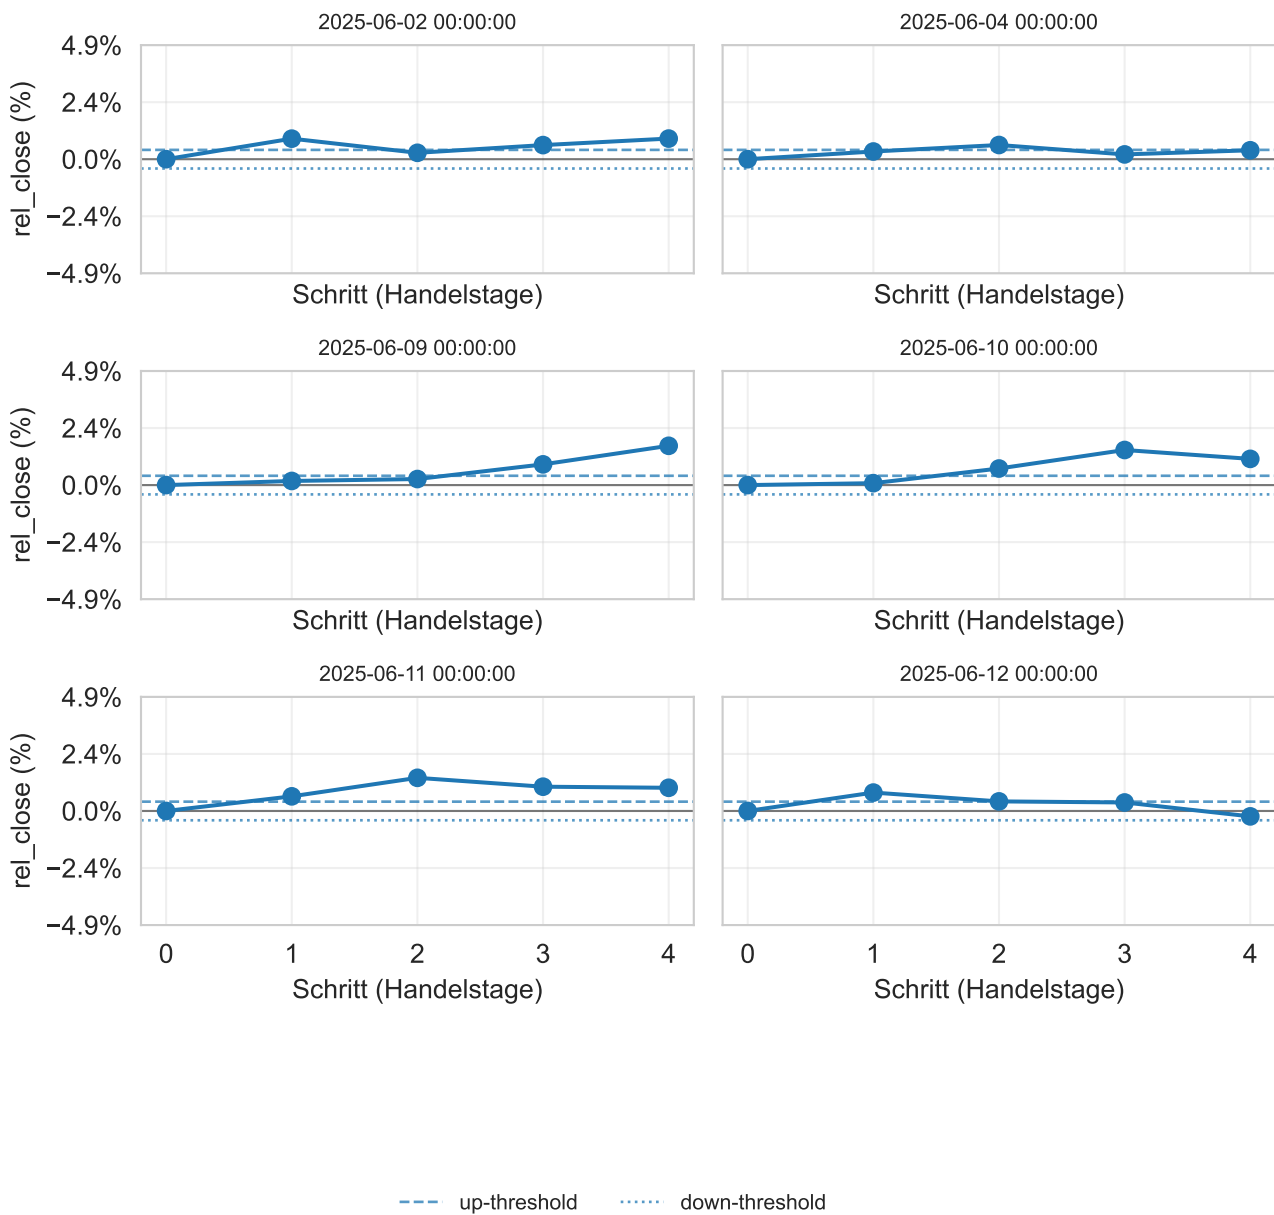 2025-06-02 00:00:00
2025-06-04 00:00:00
4.9%
2.4%
0.0%
−2.4%
−4.9%
rel_close (%)
Schritt (Handelstage)
Schritt (Handelstage)
2025-06-09 00:00:00
2025-06-10 00:00:00
4.9%
2.4%
0.0%
−2.4%
−4.9%
rel_close (%)
Schritt (Handelstage)
Schritt (Handelstage)
2025-06-11 00:00:00
2025-06-12 00:00:00
4.9%
2.4%
0.0%
−2.4%
−4.9%
rel_close (%)
0 1 2 3 4
0 1 2 3 4
Schritt (Handelstage)
Schritt (Handelstage)
up-threshold
down-threshold